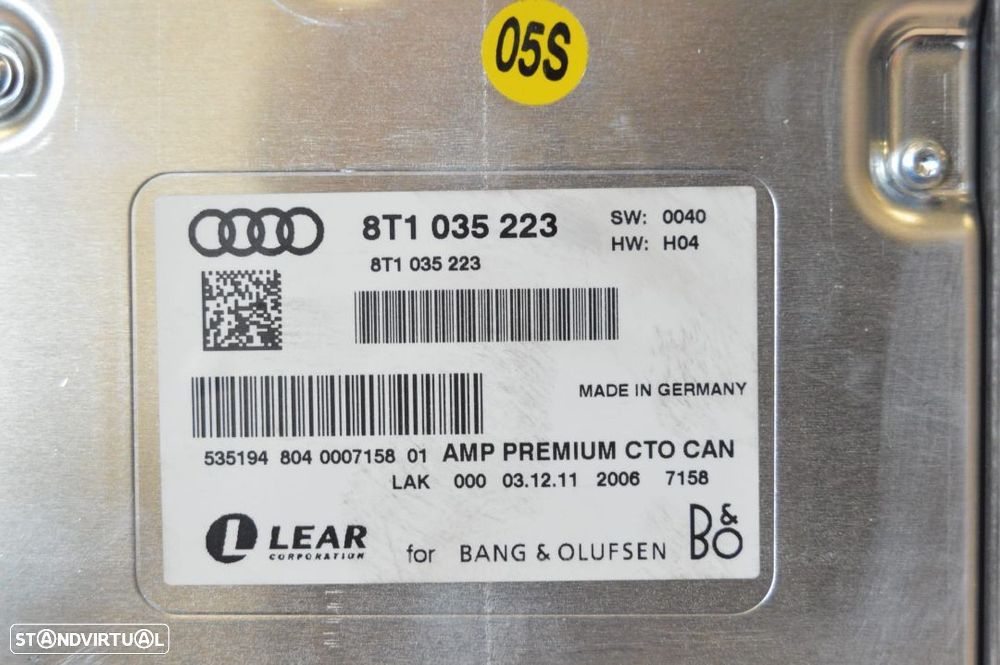 05S
8T1 035 223
SW: 0040
HW: H04
8T1 035 223
MADE IN GERMANY
535194 804 0007158 01 AMP PREMIUM CTO CAN
LAK 000 03.12.11 2006 7158
L LEAR
CORPORATION
for BANG & OLUFSEN
B&O
STANDVIRTUAL